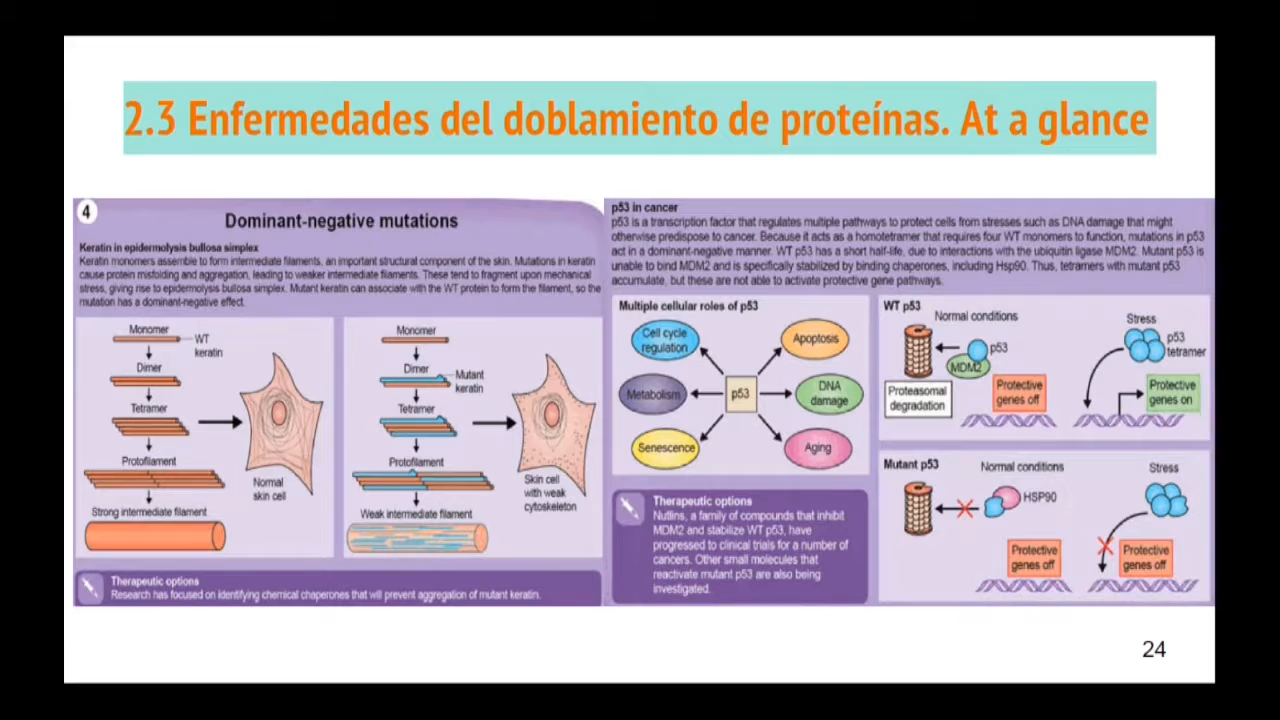 2.3 Enfermedades del doblamiento de proteínas. At a glance
4
Dominant-negative mutations
Keratin in epidermolysis bullosa simplex
Keratin monomers assemble to form intermediate filaments, an important structural component of the skin. Mutations in keratin
cause protein misfolding and aggregation, leading to weaker intermediate filaments. These tend to fragment upon mechanical
stress, giving rise to epidermolysis bullosa simplex. Mutant keratin can associate with the WT protein to form the filament, so the
mutation has a dominant-negative effect.
Monomer
WT
keratin
Dimer
Tetramer
Protofilament
Normal
skin cell
Strong intermediate filament
Monomer
Dimer
Mutant
keratin
Tetramer
Protofilament
Skin cell
with weak
cytoskeleton
Weak intermediate filament
Therapeutic options
Research has focused on identifying chemical chaperones that will prevent aggregation of mutant keratin.
p53 in cancer
p53 is a transcription factor that regulates multiple pathways to protect cells from stresses such as DNA damage that might
otherwise predispose to cancer. Because it acts as a homotetramer that requires four WT monomers to function, mutations in p53
act in a dominant-negative manner. WT p53 has a short half-life, due to interactions with the ubiquitin ligase MDM2. Mutant p53 is
unable to bind MDM2 and is specifically stabilized by binding chaperones, including Hsp90. Thus, tetramers with mutant p53
accumulate, but these are not able to activate protective gene pathways.
Multiple cellular roles of p53
Cell cycle
regulation
Apoptosis
Metabolism
p53
DNA
damage
Senescence
Aging
Therapeutic options
Nutlins, a family of compounds that inhibit
MDM2 and stabilize WT p53, have
progressed to clinical trials for a number of
cancers. Other small molecules that
reactivate mutant p53 are also being
investigated.
WT p53
Normal conditions
Stress
p53
MDM2
p53
tetramer
Proteasomal
degradation
Protective
genes off
Protective
genes on
Mutant p53
Normal conditions
Stress
HSP90
Protective
genes off
Protective
genes off
24